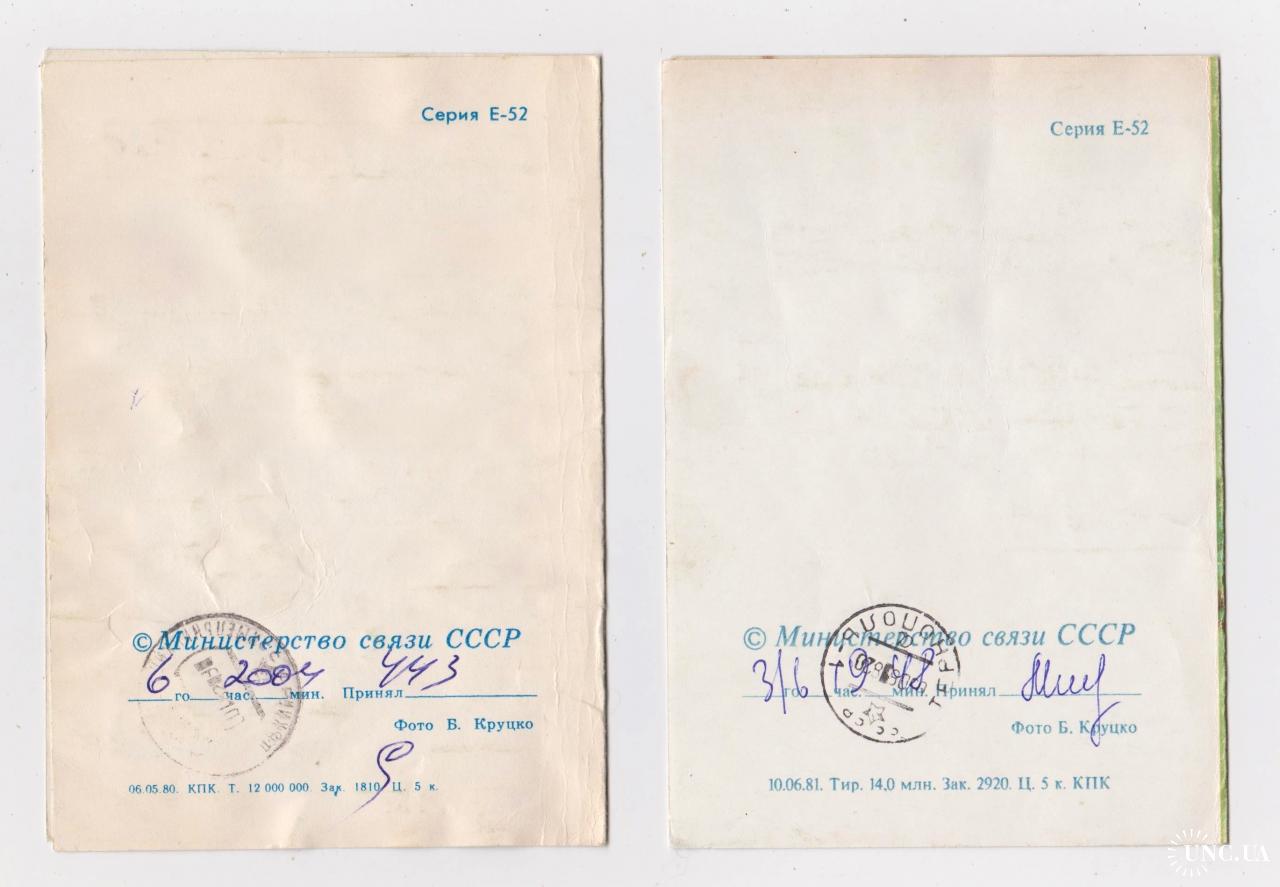 Серия Е-52
© Министерство связи СССР
6 го 2004 час. мин. Принял 443
Фото Б. Круцко
06.05.80. КПК. Т. 12 000 000. Зак. 1810. Ц. 5 к.
Серия Е-52
© Министерство связи СССР
3/6 го 19 час. мин. Принял
Фото Б. Круцко
10.06.81. Тир. 14,0 млн. Зак. 2920. Ц. 5 к. КПК
СССР
UNC.UA